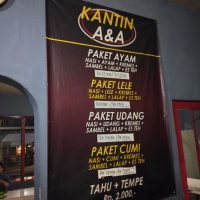 KANTIN
A&A
PAKET AYAM
NASI + AYAM + KREMES +
SAMBEL + LALAP + ES TEH
PAKET LELE
NASI + LELE + KREMES +
SAMBEL + LALAP + ES TEH
PAKET UDANG
NASI + UDANG + KREMES +
SAMBEL + LALAP + ES TEH
PAKET CUMI
NASI + CUMI + KREMES +
SAMBEL + LALAP + ES TEH
TAHU + TEMPE
Rp. 2.000,-